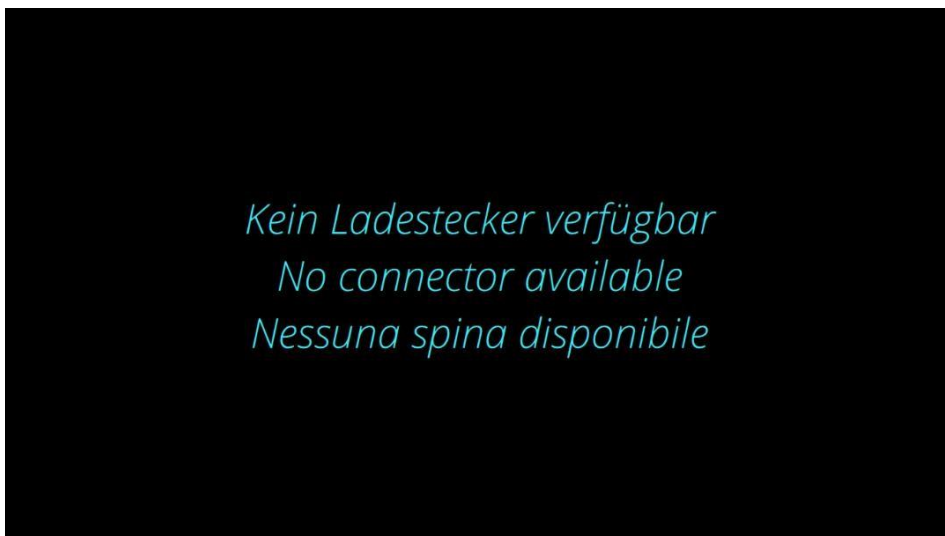 Kein Ladestecker verfügbar
No connector available
Nessuna spina disponibile